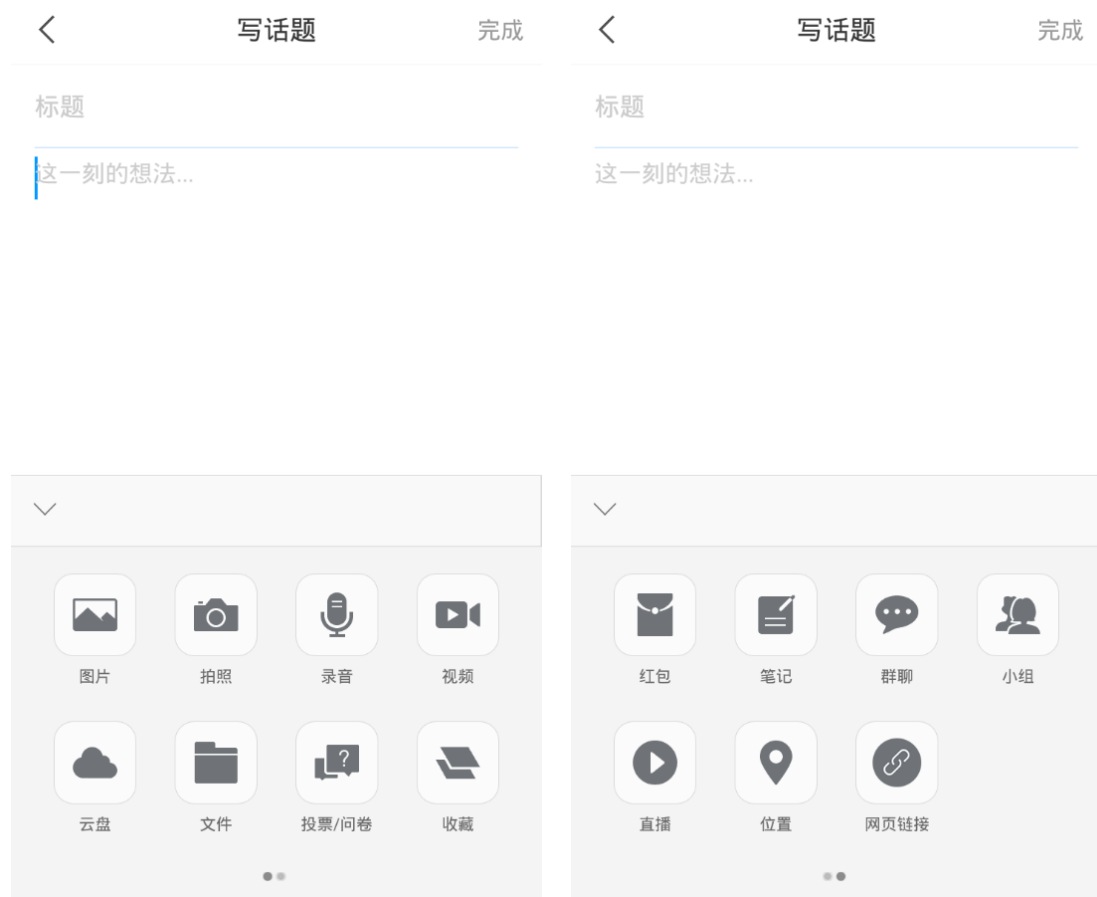 写话题 完成
标题
这一刻的想法...
图片 拍照 录音 视频
?
云盘 文件 投票/问卷 收藏
写话题 完成
标题
这一刻的想法...
红包 笔记 群聊 小组
直播 位置 网页链接